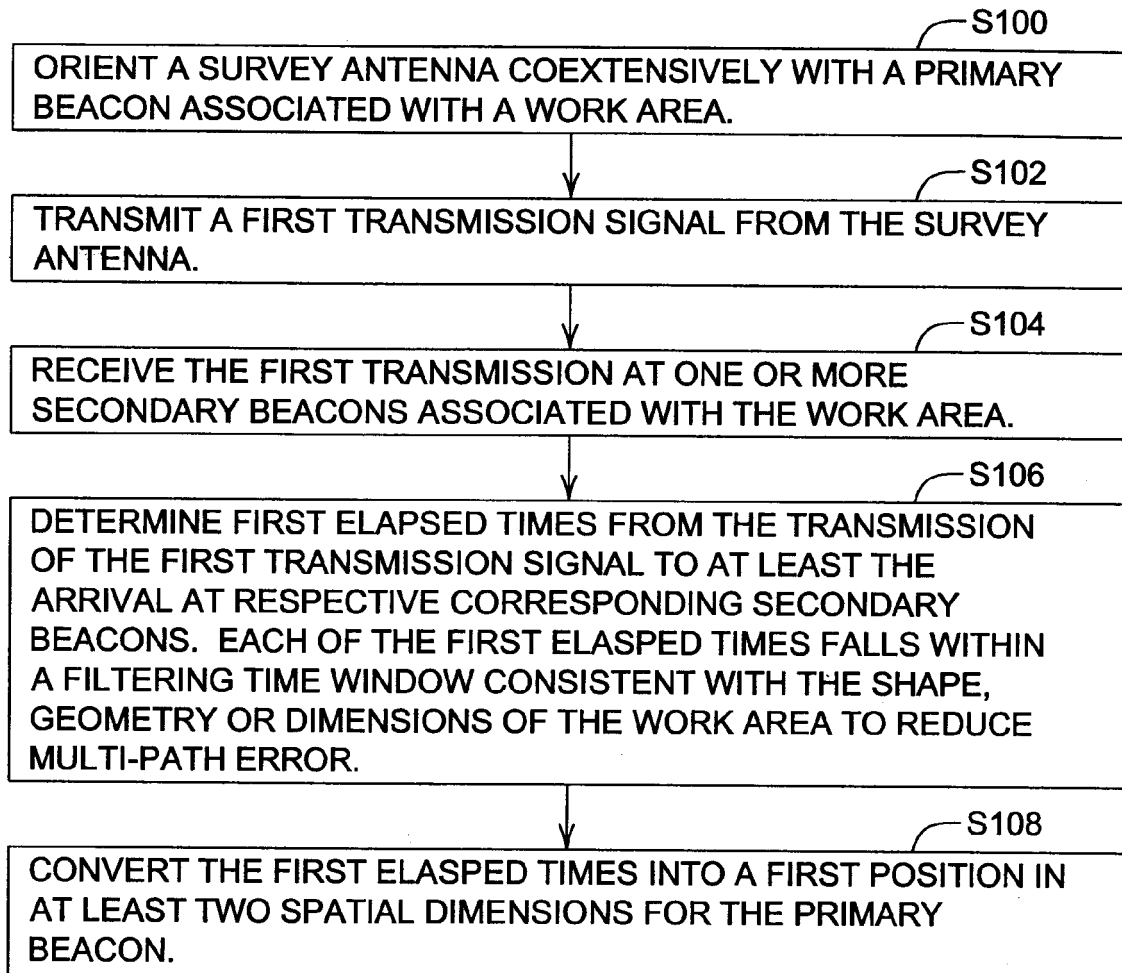 S100
ORIENT A SURVEY ANTENNA COEXTENSIVELY WITH A PRIMARY
BEACON ASSOCIATED WITH A WORK AREA.
S102
TRANSMIT A FIRST TRANSMISSION SIGNAL FROM THE SURVEY
ANTENNA.
S104
RECEIVE THE FIRST TRANSMISSION AT ONE OR MORE
SECONDARY BEACONS ASSOCIATED WITH THE WORK AREA.
S106
DETERMINE FIRST ELAPSED TIMES FROM THE TRANSMISSION
OF THE FIRST TRANSMISSION SIGNAL TO AT LEAST THE
ARRIVAL AT RESPECTIVE CORRESPONDING SECONDARY
BEACONS. EACH OF THE FIRST ELASPED TIMES FALLS WITHIN
A FILTERING TIME WINDOW CONSISTENT WITH THE SHAPE,
GEOMETRY OR DIMENSIONS OF THE WORK AREA TO REDUCE
MULTI-PATH ERROR.
S108
CONVERT THE FIRST ELASPED TIMES INTO A FIRST POSITION IN
AT LEAST TWO SPATIAL DIMENSIONS FOR THE PRIMARY
BEACON.